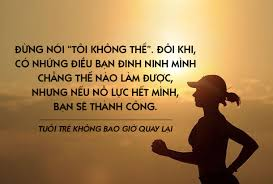 ĐỪNG NÓI "TÔI KHÔNG THỂ". ĐÔI KHI,
CÓ NHỮNG ĐIỀU BẠN ĐINH NINH MÌNH
CHẲNG THỂ NÀO LÀM ĐƯỢC,
NHƯNG NẾU NỖ LỰC HẾT MÌNH,
BẠN SẼ THÀNH CÔNG.
TUỔI TRẺ KHÔNG BAO GIỜ QUAY LẠI